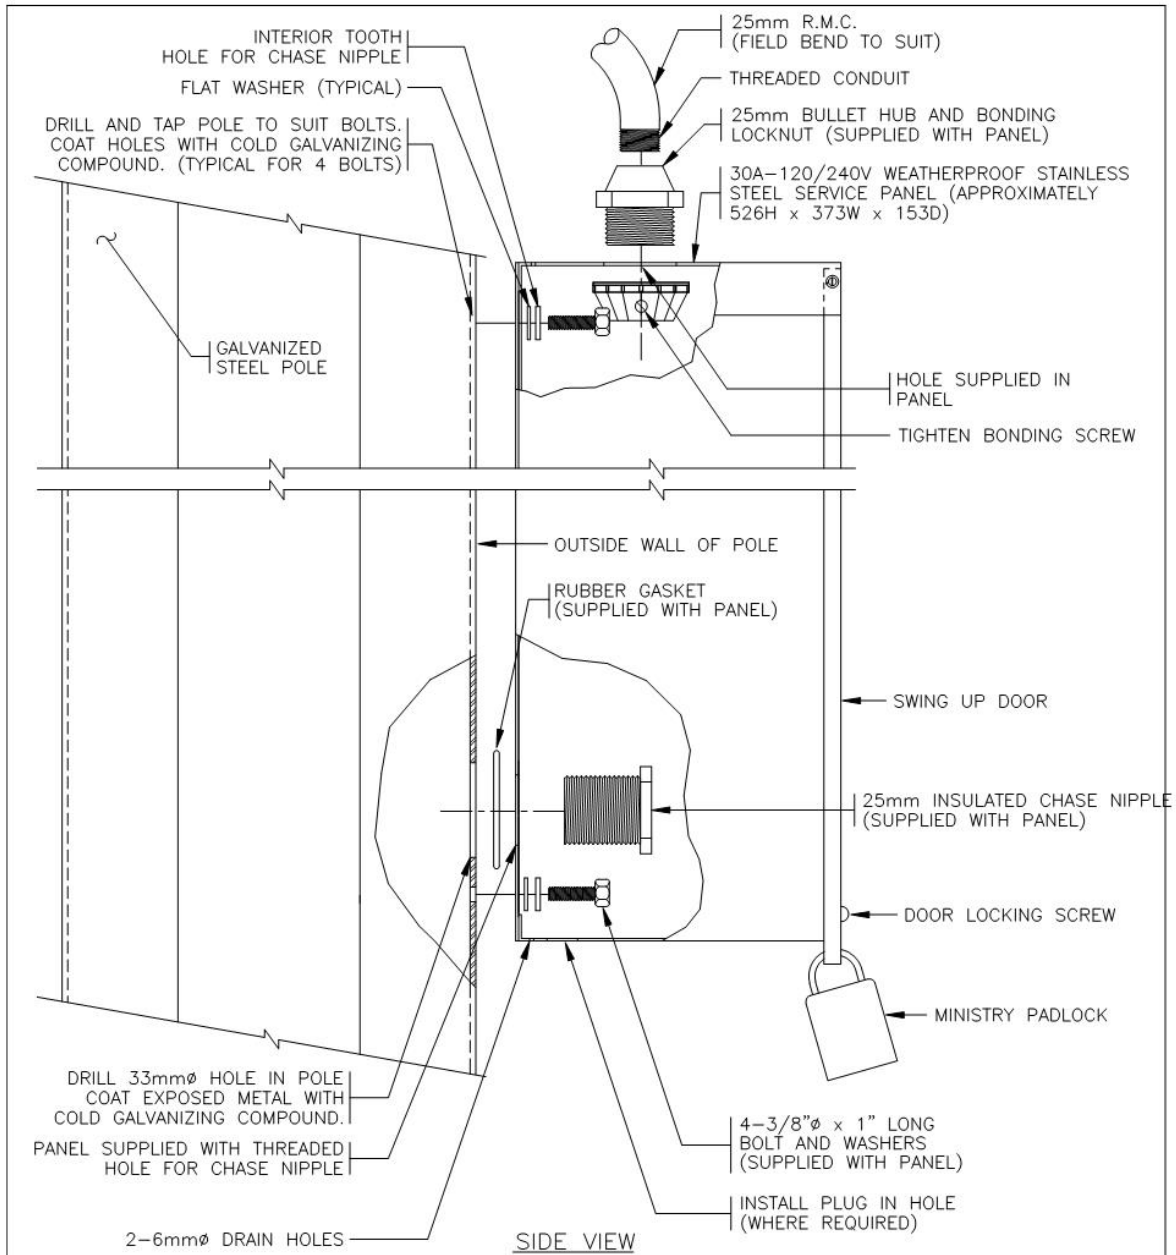 INTERIOR TOOTH
HOLE FOR CHASE NIPPLE
FLAT WASHER (TYPICAL)
DRILL AND TAP POLE TO SUIT BOLTS.
COAT HOLES WITH COLD GALVANIZING
COMPOUND. (TYPICAL FOR 4 BOLTS)
25mm R.M.C.
(FIELD BEND TO SUIT)
THREADED CONDUIT
25mm BULLET HUB AND BONDING
LOCKNUT (SUPPLIED WITH PANEL)
30A-120/240V WEATHERPROOF STAINLESS
STEEL SERVICE PANEL (APPROXIMATELY
526H x 373W x 153D)
GALVANIZED
STEEL POLE
HOLE SUPPLIED IN
PANEL
TIGHTEN BONDING SCREW
OUTSIDE WALL OF POLE
RUBBER GASKET
(SUPPLIED WITH PANEL)
SWING UP DOOR
25mm INSULATED CHASE NIPPLE
(SUPPLIED WITH PANEL)
DOOR LOCKING SCREW
MINISTRY PADLOCK
DRILL 33mmø HOLE IN POLE
COAT EXPOSED METAL WITH
COLD GALVANIZING COMPOUND.
PANEL SUPPLIED WITH THREADED
HOLE FOR CHASE NIPPLE
2-6mmø DRAIN HOLES
4-3/8"ø x 1" LONG
BOLT AND WASHERS
(SUPPLIED WITH PANEL)
INSTALL PLUG IN HOLE
(WHERE REQUIRED)
SIDE VIEW